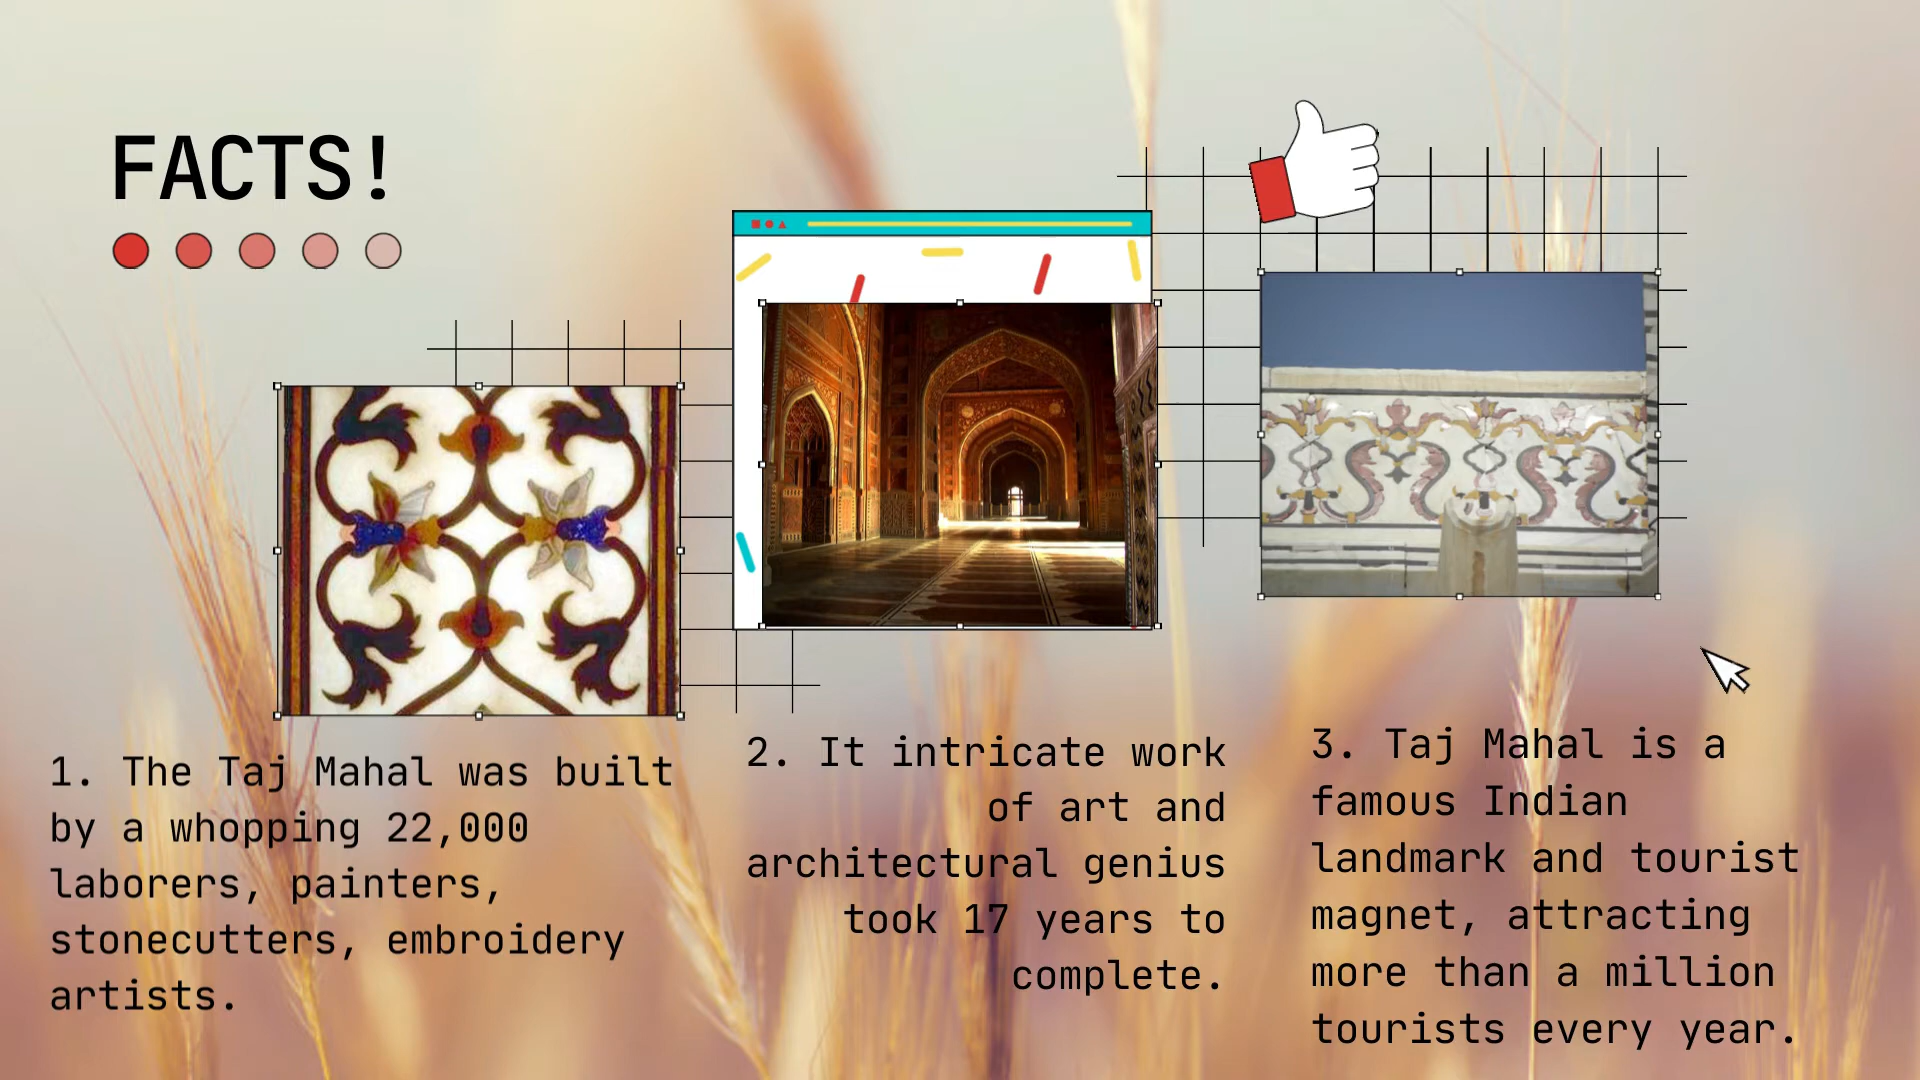 FACTS!
1. The Taj Mahal was built
by a whopping 22,000
laborers, painters,
stonecutters, embroidery
artists.
2. It intricate work
of art and
architectural genius
took 17 years to
complete.
3. Taj Mahal is a
famous Indian
landmark and tourist
magnet, attracting
more than a million
tourists every year.